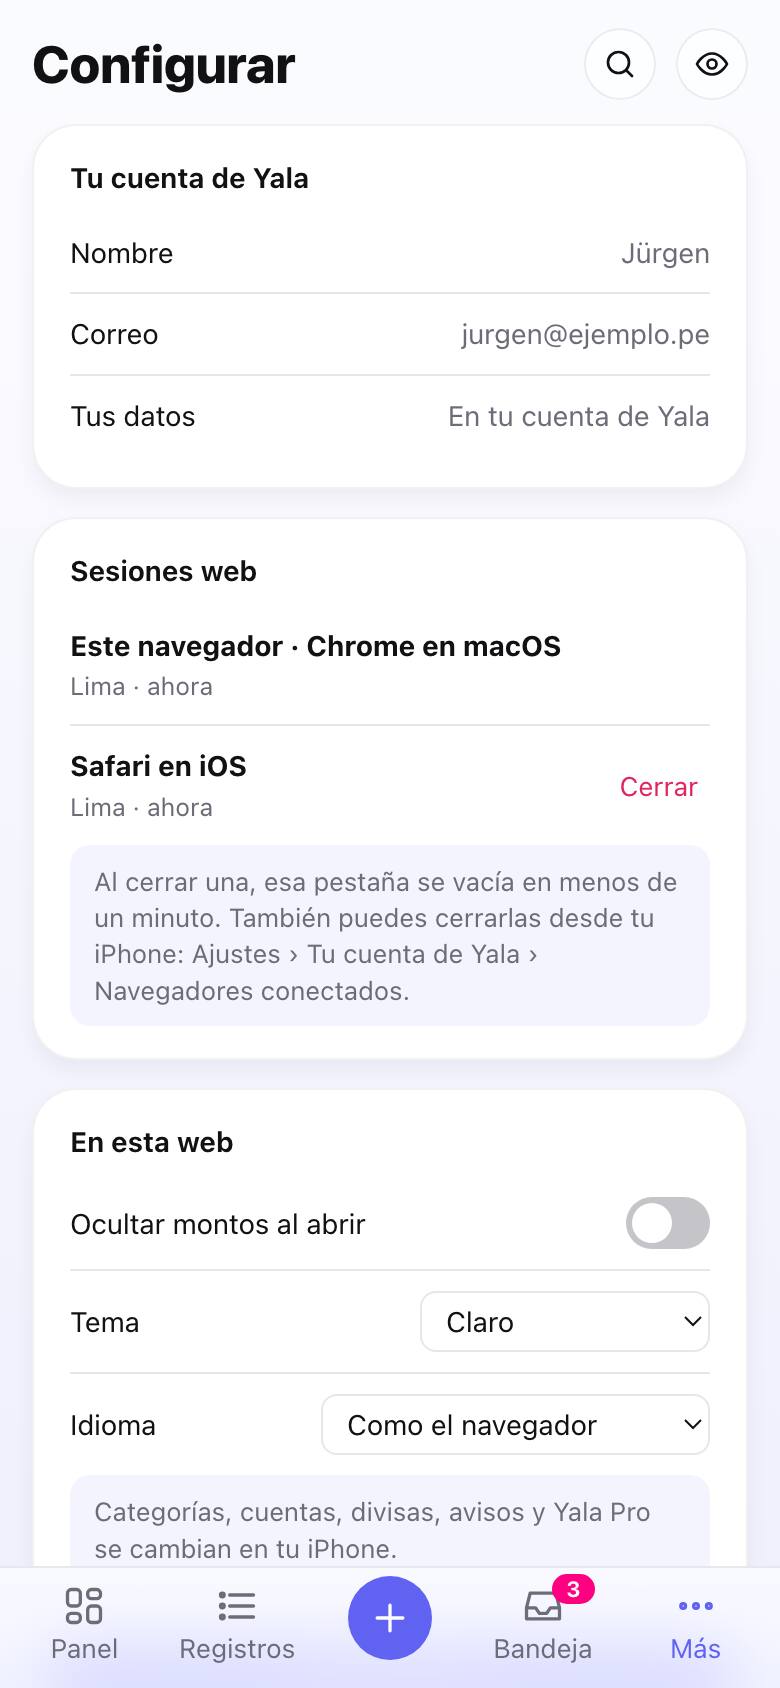 Configurar
Tu cuenta de Yala
Nombre
Jürgen
Correo
jurgen@ejemplo.pe
Tus datos
En tu cuenta de Yala
Sesiones web
Este navegador · Chrome en macOS
Lima · ahora
Safari en iOS
Lima · ahora
Cerrar
Al cerrar una, esa pestaña se vacía en menos de
un minuto. También puedes cerrarlas desde tu
iPhone: Ajustes › Tu cuenta de Yala ›
Navegadores conectados.
En esta web
Ocultar montos al abrir
Tema
Claro
Idioma
Como el navegador
Categorías, cuentas, divisas, avisos y Yala Pro
se cambian en tu iPhone.
Panel
Registros
3
Bandeja
Más